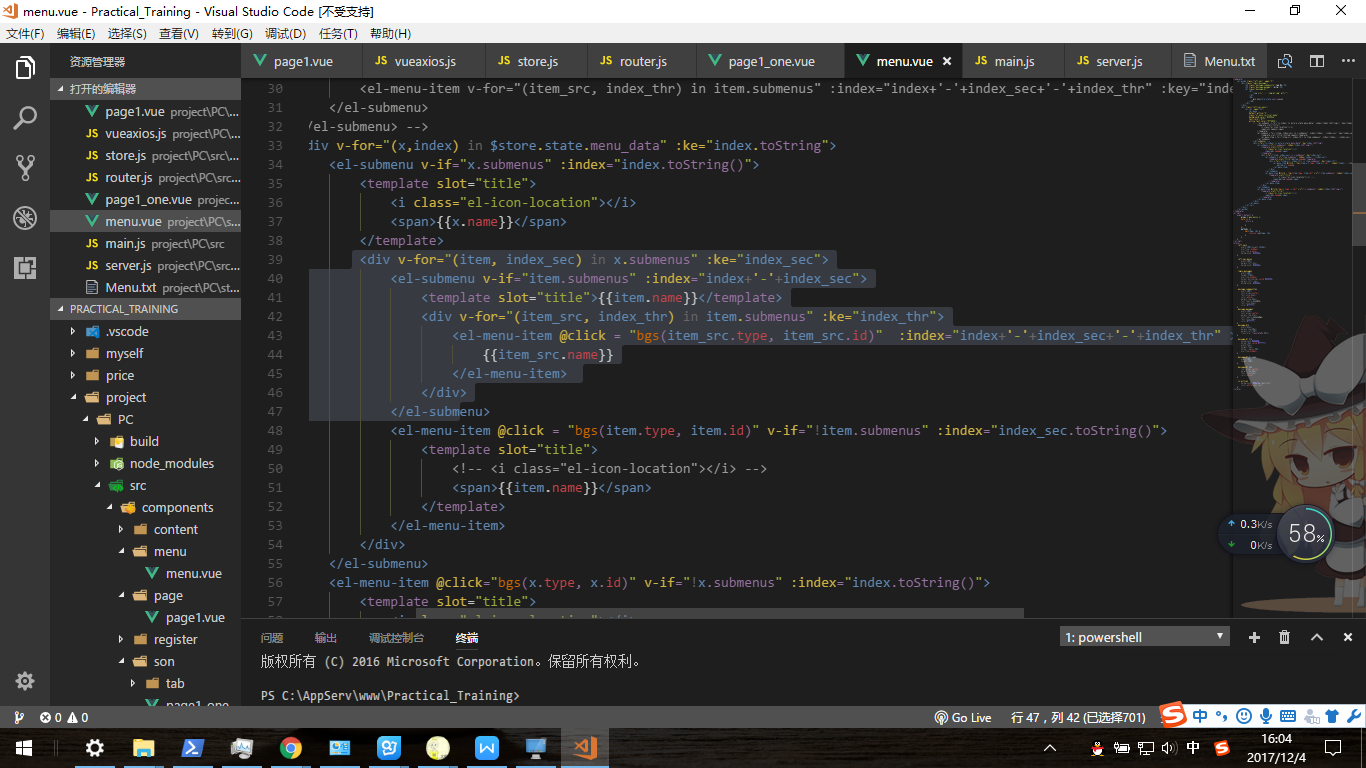 menu.vue - Practical_Training - Visual Studio Code [不受支持]
文件(F) 编辑(E) 选择(S) 查看(V) 转到(G) 调试(D) 任务(T) 帮助(H)
资源管理器
page1.vue
vueaxios.js
store.js
router.js
page1_one.vue
menu.vue
main.js
server.js
Menu.txt
打开的编辑器
page1.vue project\PC\...
vueaxios.js project\PC\...
store.js project\PC\src\...
router.js project\PC\src...
page1_one.vue projec...
menu.vue project\PC\s...
main.js project\PC\src
server.js project\PC\src...
Menu.txt project\PC\st...
PRACTICAL_TRAINING
.vscode
myself
price
project
PC
build
node_modules
src
components
content
menu
menu.vue
page
page1.vue
register
son
tab
page1_one
30 <el-menu-item v-for="(item_src, index_thr) in item.submenus" :index="index+'-'+index_sec+'-'+index_thr" :key="inde
31 </el-submenu>
32 /el-submenu> -->
33 div v-for="(x,index) in $store.state.menu_data" :ke="index.toString">
34 <el-submenu v-if="x.submenus" :index="index.toString()">
35 <template slot="title">
36 <i class="el-icon-location"></i>
37 <span>{{x.name}}</span>
38 </template>
39 <div v-for="(item, index_sec) in x.submenus" :ke="index_sec">
40 <el-submenu v-if="item.submenus" :index="index+'-'+index_sec">
41 <template slot="title">{{item.name}}</template>
42 <div v-for="(item_src, index_thr) in item.submenus" :ke="index_thr">
43 <el-menu-item @click = "bgs(item_src.type, item_src.id)" :index="index+'-'+index_sec+'-'+index_thr" >
44 {{item_src.name}}
45 </el-menu-item>
46 </div>
47 </el-submenu>
48 <el-menu-item @click = "bgs(item.type, item.id)" v-if="!item.submenus" :index="index_sec.toString()">
49 <template slot="title">
50 <!-- <i class="el-icon-location"></i> -->
51 <span>{{item.name}}</span>
52 </template>
53 </el-menu-item>
54 </div>
55 </el-submenu>
56 <el-menu-item @click="bgs(x.type, x.id)" v-if="!x.submenus" :index="index.toString()">
57 <template slot="title">
0.3K/s
0K/s
58%
问题 输出 调试控制台 终端
1: powershell
版权所有 (C) 2016 Microsoft Corporation。保留所有权利。
PS C:\AppServ\www\Practical_Training>
0 0
Go Live 行 47，列 42 (已选择701)
中
中
16:04
2017/12/4